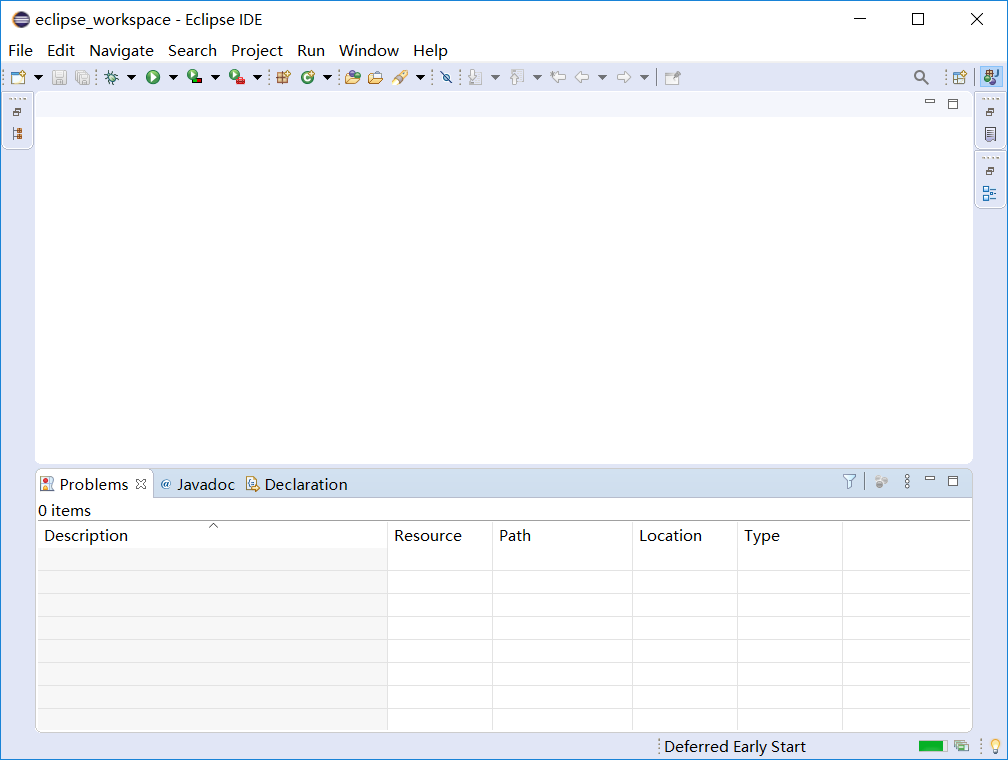 eclipse_workspace - Eclipse IDE
File Edit Navigate Search Project Run Window Help
Problems @ Javadoc Declaration
0 items
Description Resource Path Location Type
Deferred Early Start